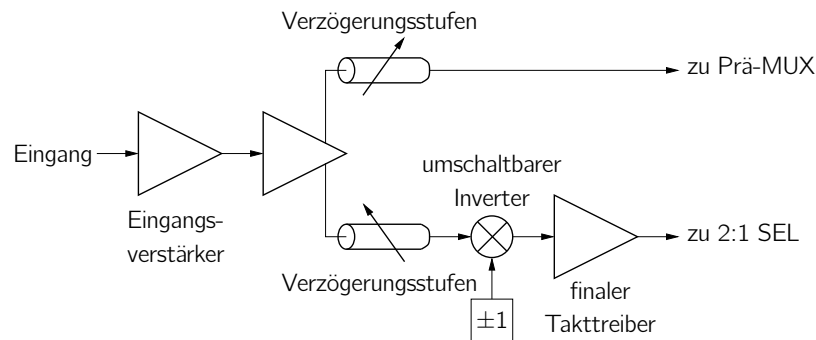 Verzögerungsstufen
zu Prä-MUX
Eingang
Eingangs-
verstärker
umschaltbarer
Inverter
zu 2:1 SEL
Verzögerungsstufen
±1
finaler
Takttreiber